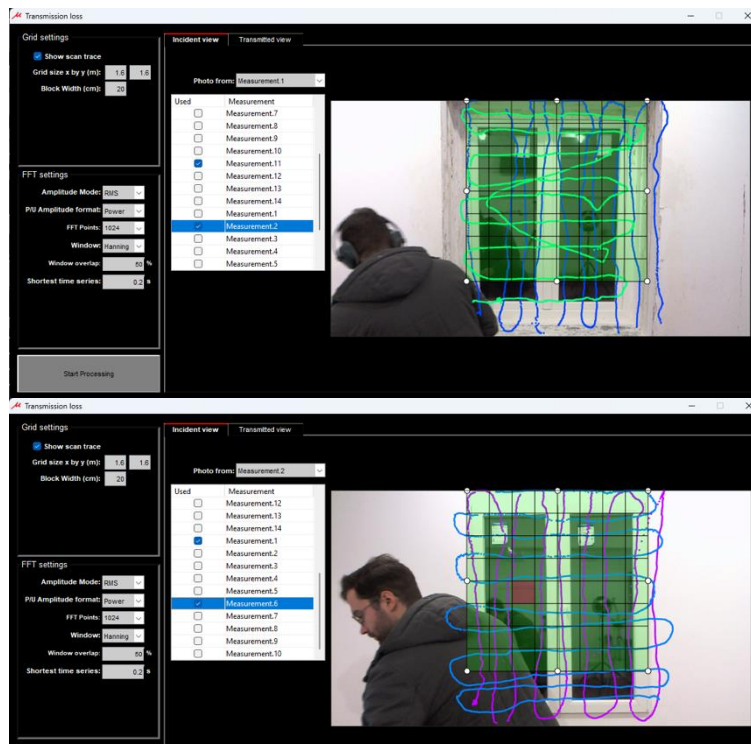 Transmission loss
Grid settings
Show scan trace
Grid size x by y (m): 1.6 1.6
Block Width (cm): 20
FFT settings
Amplitude Mode: RMS
P/U Amplitude format: Power
FFT Points: 1024
Window: Hanning
Window overlap: 50 %
Shortest time series: 0.2 s
Start Processing
Incident view Transmitted view
Photo from: Measurement.1
Used Measurement
Measurement.7
Measurement.8
Measurement.9
Measurement.10
Measurement.11
Measurement.12
Measurement.13
Measurement.14
Measurement.1
Measurement.2
Measurement.3
Measurement.4
Measurement.5
Transmission loss
Grid settings
Show scan trace
Grid size x by y (m): 1.6 1.6
Block Width (cm): 20
FFT settings
Amplitude Mode: RMS
P/U Amplitude format: Power
FFT Points: 1024
Window: Hanning
Window overlap: 50 %
Shortest time series: 0.2 s
Incident view Transmitted view
Photo from: Measurement.2
Used Measurement
Measurement.12
Measurement.13
Measurement.14
Measurement.1
Measurement.2
Measurement.3
Measurement.4
Measurement.5
Measurement.6
Measurement.7
Measurement.8
Measurement.9
Measurement.10